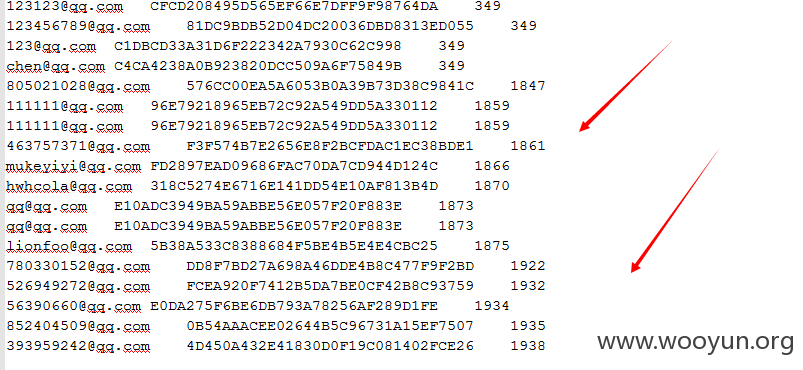 123123@qq.com CFCD208495D565EF66E7DFF9F98764DA 349
123456789@qq.com 81DC9BDB52D04DC20036DBD8313ED055 349
123@qq.com C1DBCD33A31D6F222342A7930C62C998 349
chen@qq.com C4CA4238A0B923820DCC509A6F75849B 349
805021028@qq.com 576CC00EA5A6053B0A39B73D38C9841C 1847
111111@qq.com 96E79218965EB72C92A549DD5A330112 1859
111111@qq.com 96E79218965EB72C92A549DD5A330112 1859
463757371@qq.com F3F574B7E2656E8F2BCFDAC1EC38BDE1 1861
mukeyiyi@qq.com FD2897EAD09686FAC70DA7CD944D124C 1866
hwhcola@qq.com 318C5274E6716E141DD54E10AF813B4D 1870
qq@qq.com E10ADC3949BA59ABBE56E057F20F883E 1873
qq@qq.com E10ADC3949BA59ABBE56E057F20F883E 1873
lionfoo@qq.com 5B38A533C8388684F5BE4B5E4E4CBC25 1875
780330152@qq.com DD8F7BD27A698A46DDE4B8C477F9F2BD 1922
526949272@qq.com FCEA920F7412B5DA7BE0CF42B8C93759 1932
56390660@qq.com E0DA275F6BE6DB793A78256AF289D1FE 1934
852404509@qq.com 0B54AAACEE02644B5C96731A15EF7507 1935
393959242@qq.com 4D450A432E41830D0F19C081402FCE26 1938
www.wooyun.org